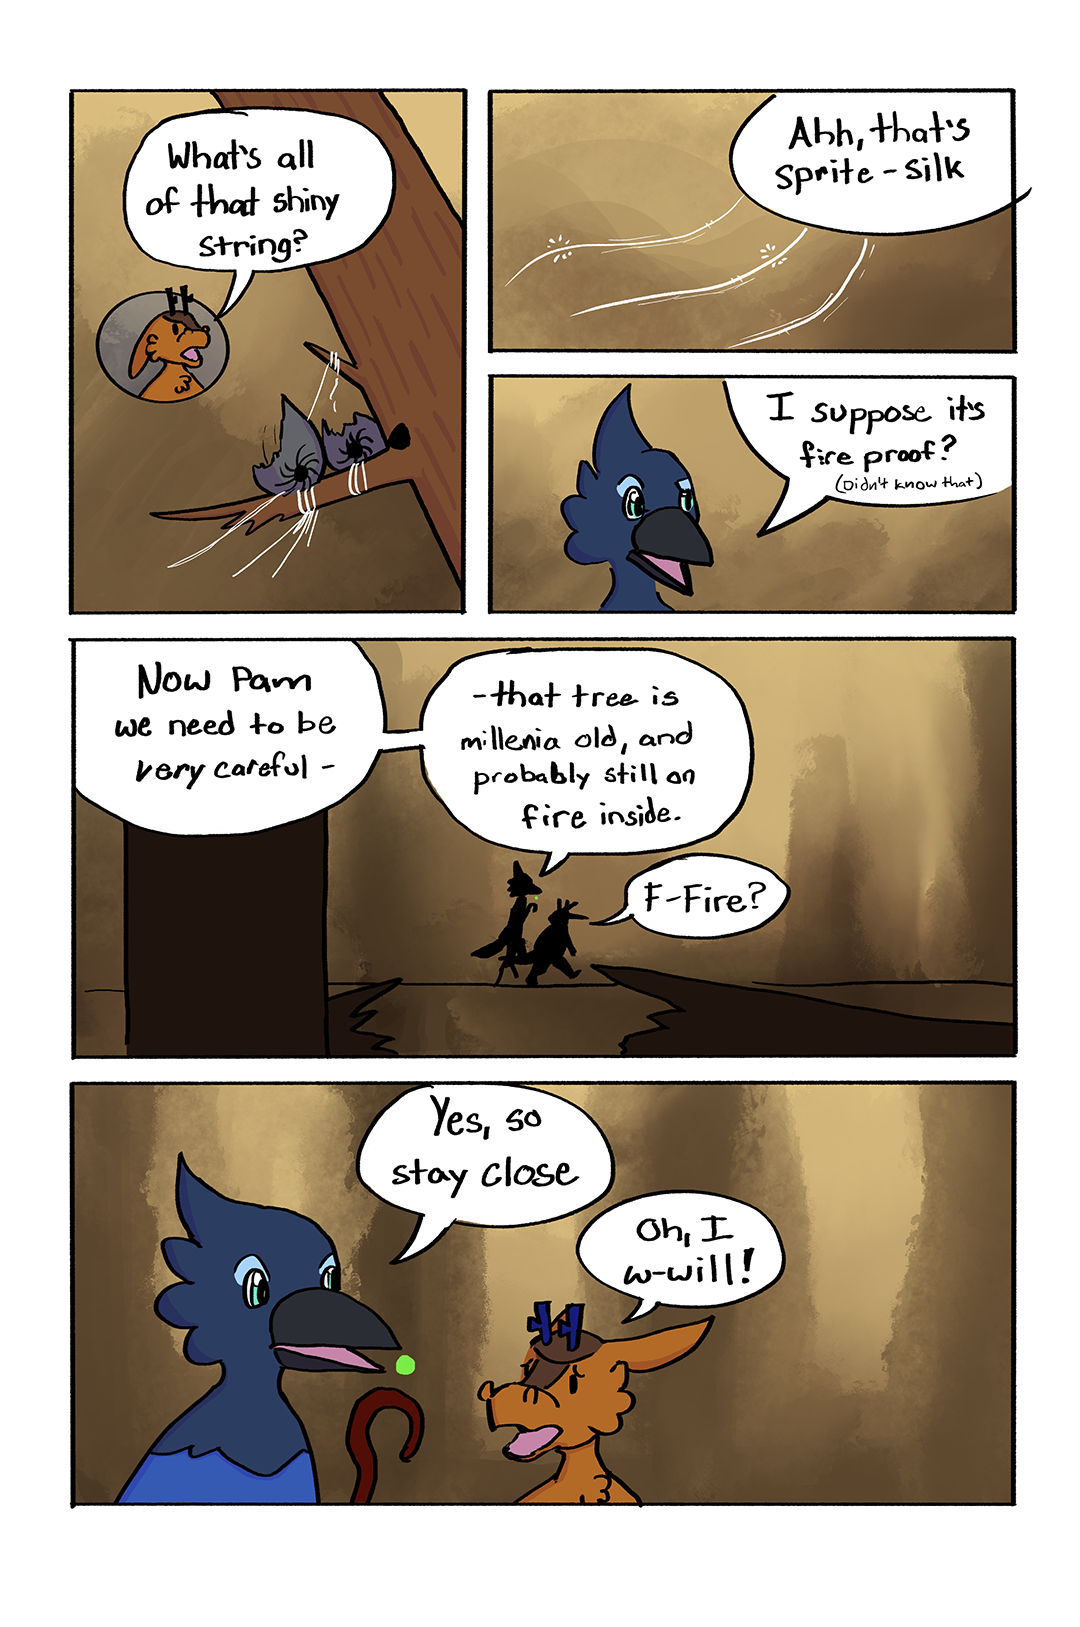 What's all
of that shiny
string?
Ahh, that's
sprite-silk
I suppose it's
fire proof?
(Didn't know that)
Now Pam
we need to be
very careful-
-that tree is
millenia old, and
probably still on
fire inside.
F-Fire?
Yes, so
stay close
Oh, I
w-will!